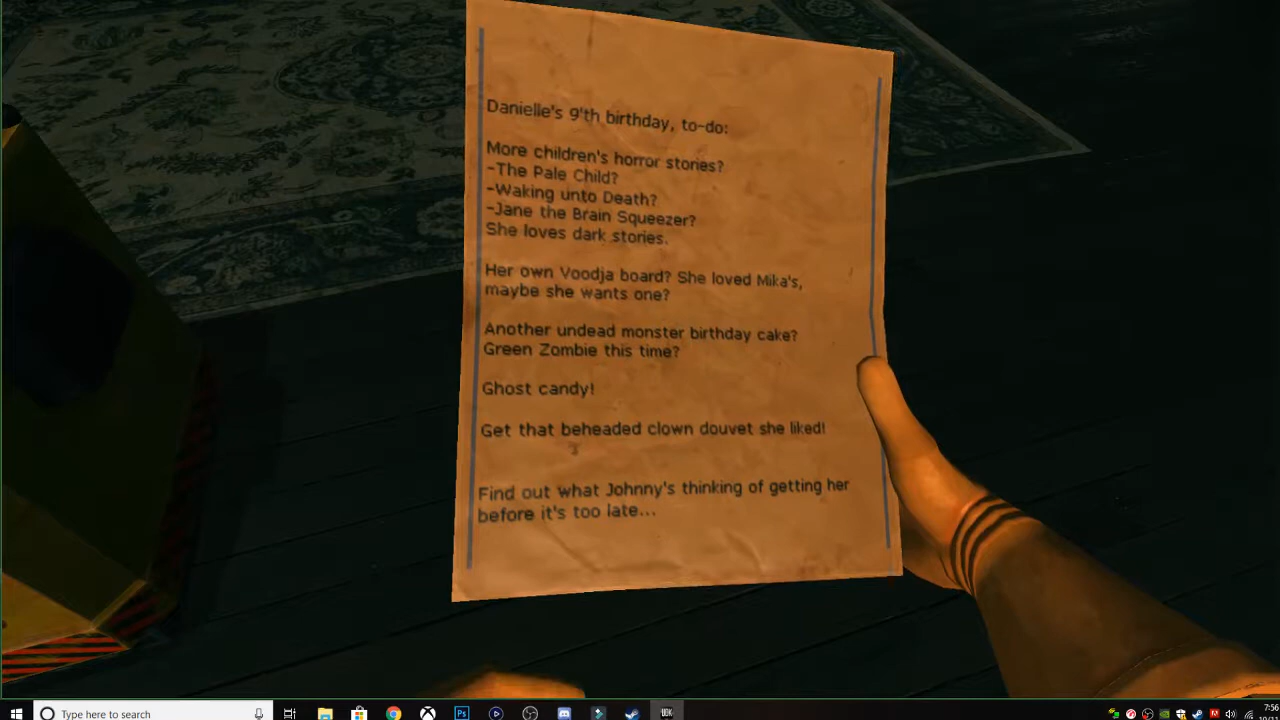 Danielle's 9'th birthday, to-do:
More children's horror stories?
-The Pale Child?
-Waking unto Death?
-Jane the Brain Squeezer?
She loves dark stories.
Her own Voodja board? She loved Mika's,
maybe she wants one?
Another undead monster birthday cake?
Green Zombie this time?
Ghost candy!
Get that beheaded clown douvet she liked!
Find out what Johnny's thinking of getting her
before it's too late...
Type here to search
7:56